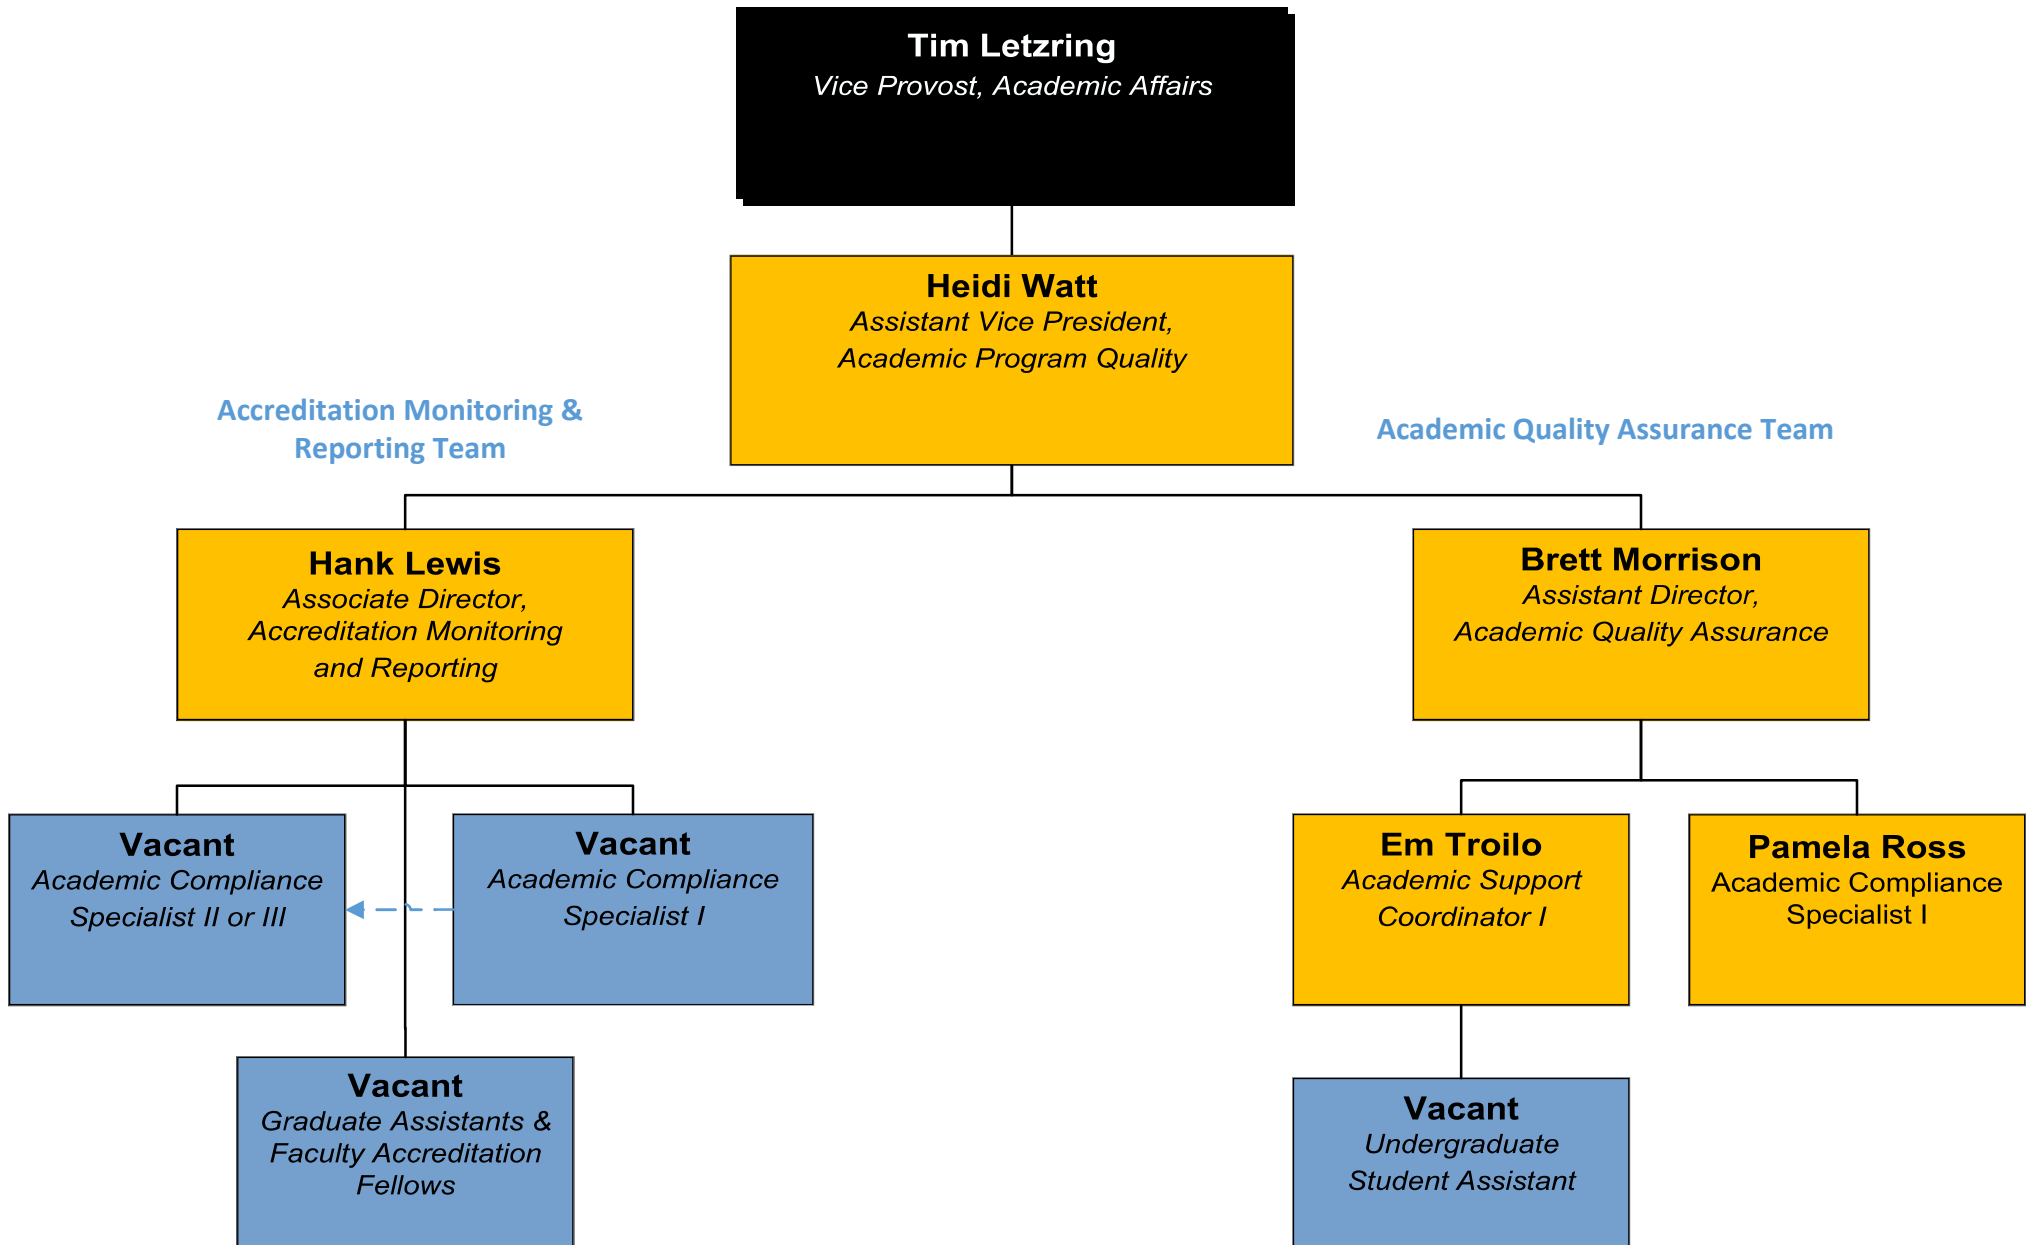 Tim Letzring
Vice Provost, Academic Affairs
Heidi Watt
Assistant Vice President,
Academic Program Quality
Accreditation Monitoring &
Reporting Team
Academic Quality Assurance Team
Hank Lewis
Associate Director,
Accreditation Monitoring
and Reporting
Brett Morrison
Assistant Director,
Academic Quality Assurance
Vacant
Academic Compliance
Specialist II or III
Vacant
Academic Compliance
Specialist I
Em Troilo
Academic Support
Coordinator I
Pamela Ross
Academic Compliance
Specialist I
Vacant
Graduate Assistants &
Faculty Accreditation
Fellows
Vacant
Undergraduate
Student Assistant